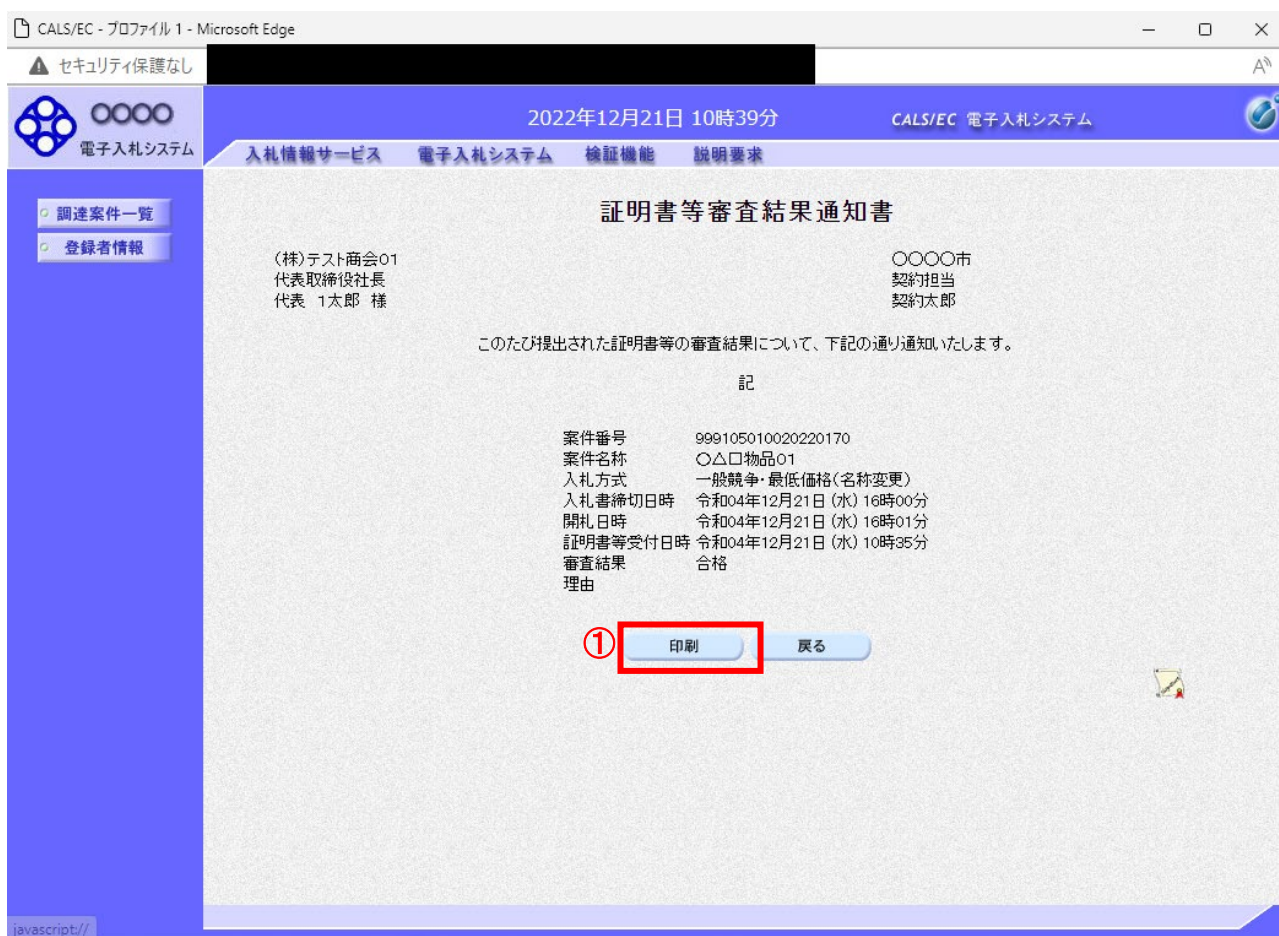 CALS/EC - プロファイル 1 - Microsoft Edge
セキュリティ保護なし
〇〇〇〇
電子入札システム
2022年12月21日 10時39分
CALS/EC 電子入札システム
入札情報サービス 電子入札システム 検証機能 説明要求
調達案件一覧
登録者情報
証明書等審査結果通知書
(株)テスト商会01
代表取締役社長
代表 1太郎 様
〇〇〇〇市
契約担当
契約太郎
このたび提出された証明書等の審査結果について、下記の通り通知いたします。
記
案件番号 999105010020220170
案件名称 〇△口物品01
入札方式 一般競争・最低価格(名称変更)
入札書締切日時 令和04年12月21日 (水) 16時00分
開札日時 令和04年12月21日 (水) 16時01分
証明書等受付日時 令和04年12月21日 (水) 10時35分
審査結果 合格
理由
① 印刷 戻る
javascript://